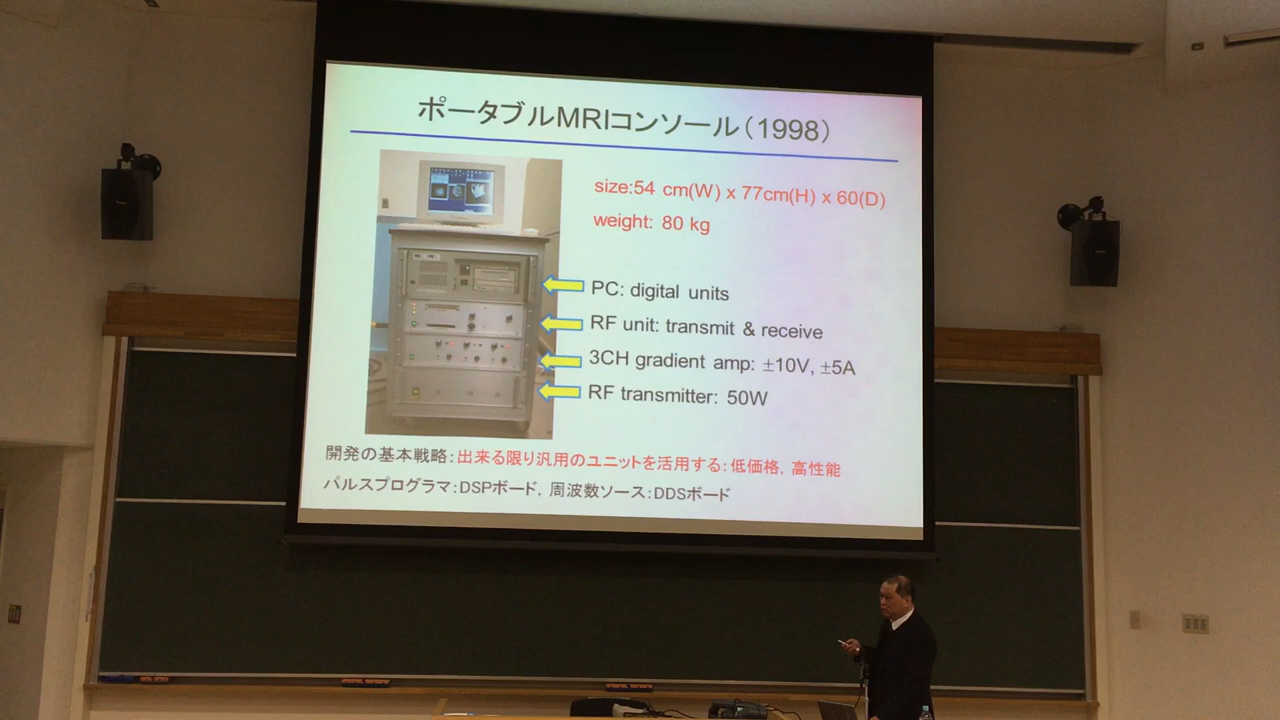 ポータブルMRIコンソール（1998）
size:54 cm(W) x 77cm(H) x 60(D)
weight: 80 kg
PC: digital units
RF unit: transmit & receive
3CH gradient amp: ±10V, ±5A
RF transmitter: 50W
開発の基本戦略：出来る限り汎用のユニットを活用する：低価格，高性能
パルスプログラマ：DSPボード，周波数ソース：DDSボード